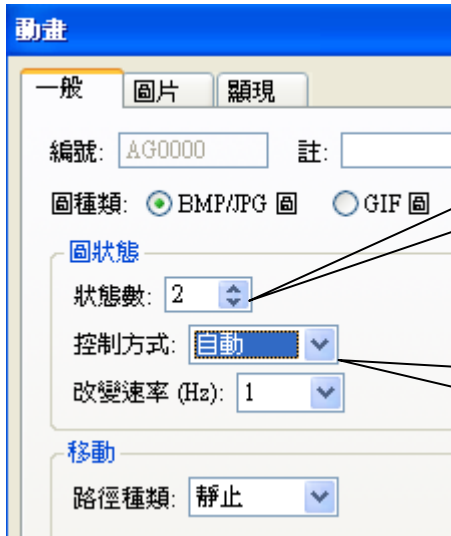 動畫
一般 圖片 顯現
編號: AG0000 註:
圖種類: BMP/JPG 圖 GIF 圖
圖狀態
狀態數: 2
控制方式: 自動
改變速率 (Hz): 1
移動
路徑種類: 靜止